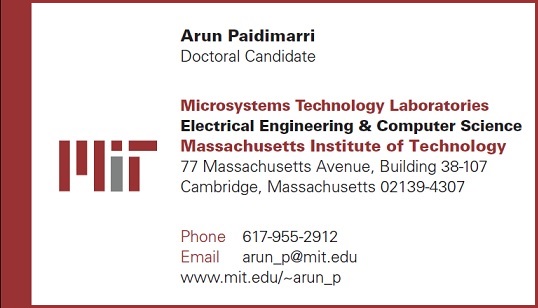 Arun Paidimarri
Doctoral Candidate
Microsystems Technology Laboratories
Electrical Engineering & Computer Science
MIT
Massachusetts Institute of Technology
77 Massachusetts Avenue, Building 38-107
Cambridge, Massachusetts 02139-4307
Phone 617-955-2912
Email arun_p@mit.edu
www.mit.edu/~arun_p